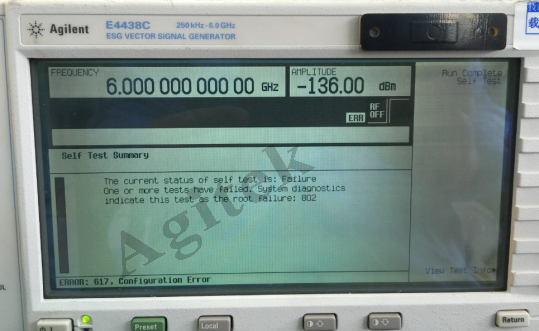 Agilent E4438C 250 kHz - 6.0 GHz
ESG VECTOR SIGNAL GENERATOR
FREQUENCY
6.000 000 000 00 GHz
AMPLITUDE
-136.00 dBm
ERR
RF
OFF
Run Complete
Self Test
Self Test Summary
The current status of self test is: Failure
One or more tests have failed. System diagnostics
indicate this test as the root failure: 802
Agitek
ERROR: 617, Configuration Error
View Test Info
Preset
Local
Return